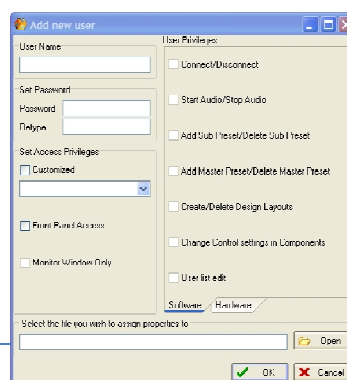 Add new user
User Name
Set Password
Password
Retype
Set Access Privileges
Customized
Front Panel Access
Monitor Window Only
User Privileges
Connect/Disconnect
Start Audio/Stop Audio
Add Sub Preset/Delete Sub Preset
Add Master Preset/Delete Master Preset
Create/Delete Design Layouts
Change Control settings in Components
User list edit
Software Hardware
Select the file you wish to assign properties to
Open
OK Cancel